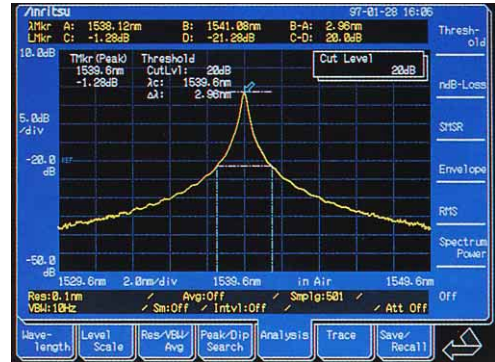 Anritsu 97-01-28 16:06
λMkr A: 1538.12nm B: 1541.08nm B-A: 2.96nm
LMkr C: -1.28dB D: -21.28dB C-D: 20.0dB
Thresh-
old
10.0dB
TMkr(Peak) Threshold
1539.6nm CutLvl: 20dB
-1.28dB λc: 1539.6nm
Δλ: 2.96nm
Cut Level
20dB
ndB-Loss
5.0dB
/div
SMSR
-20.0
dB
REF
Envelope
RMS
Spectrum
Power
-50.0
dB
1529.6nm 2.0nm/div 1539.6nm in Air 1549.6nm
Res:0.1nm / Avg:Off / Smplg:501 /
VBW:10Hz / Sm:Off / Intvl:Off / / Att Off
Off
Wave-
length
Level
Scale
Res/VBW/
Avg
Peak/Dip
Search
Analysis
Trace
Save/
Recall